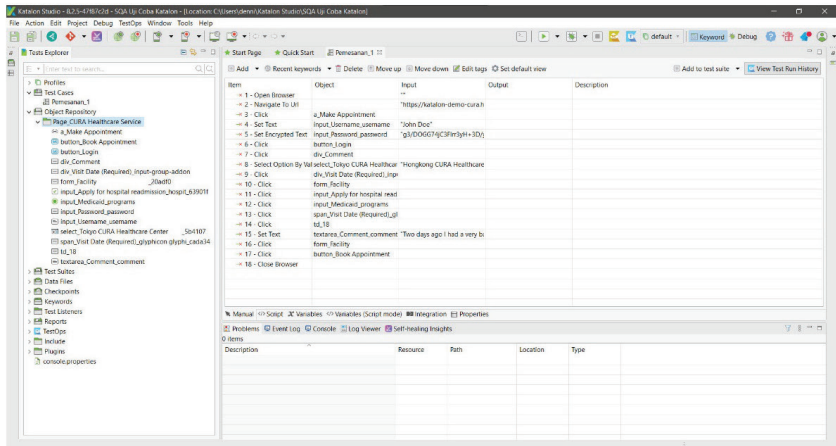 Katalon Studio - 8.2.5-47f87c2d - SQA Uji Coba Katalon - [Location: C:\Users\denni\Katalon Studio\SQA Uji Coba Katalon]
File Action Edit Project Debug TestOps Window Tools Help
default Keyword Debug
Tests Explorer
Enter text to search...
Profiles
Test Cases
Pemesanan_1
Object Repository
Page_CURA Healthcare Service
a_Make Appointment
button_Book Appointment
button_Login
div_Comment
div_Visit Date (Required)_input-group-addon
form_Facility _20adf0
input_Apply for hospital readmission_hosprit_63901f
input_Medicaid_programs
input_Password_password
input_Username_username
select_Tokyo CURA Healthcare Center _5b4107
span_Visit Date (Required)_glyphicon glyphi_cada34
td_18
textarea_Comment_comment
Test Suites
Data Files
Checkpoints
Keywords
Test Listeners
Reports
TestOps
Include
Plugins
console.properties
Start Page Quick Start Pemesanan_1
Add Recent keywords Delete Move up Move down Edit tags Set default view Add to test suite View Test Run History
Item Object Input Output Description
1 - Open Browser ""
2 - Navigate To Url "https://katalon-demo-cura.h
3 - Click a_Make Appointment
4 - Set Text input_Username_username "John Doe"
5 - Set Encrypted Text input_Password_password
6 - Click button_Login
7 - Click div_Comment
8 - Select Option By Val select_Tokyo CURA Healthcar "Hongkong CURA Healthcare
9 - Click div_Visit Date (Required)_inpu
10 - Click form_Facility
11 - Click input_Apply for hospital read
12 - Click input_Medicaid_programs
13 - Click span_Visit Date (Required)_gl
14 - Click td_18
15 - Set Text textarea_Comment_comment "Two days ago I had a very b
16 - Click form_Facility
17 - Click button_Book Appointment
18 - Close Browser
Manual Script Variables Variables (Script mode) Integration Properties
Problems Event Log Console Log Viewer Self-healing Insights
0 items
Description Resource Path Location Type